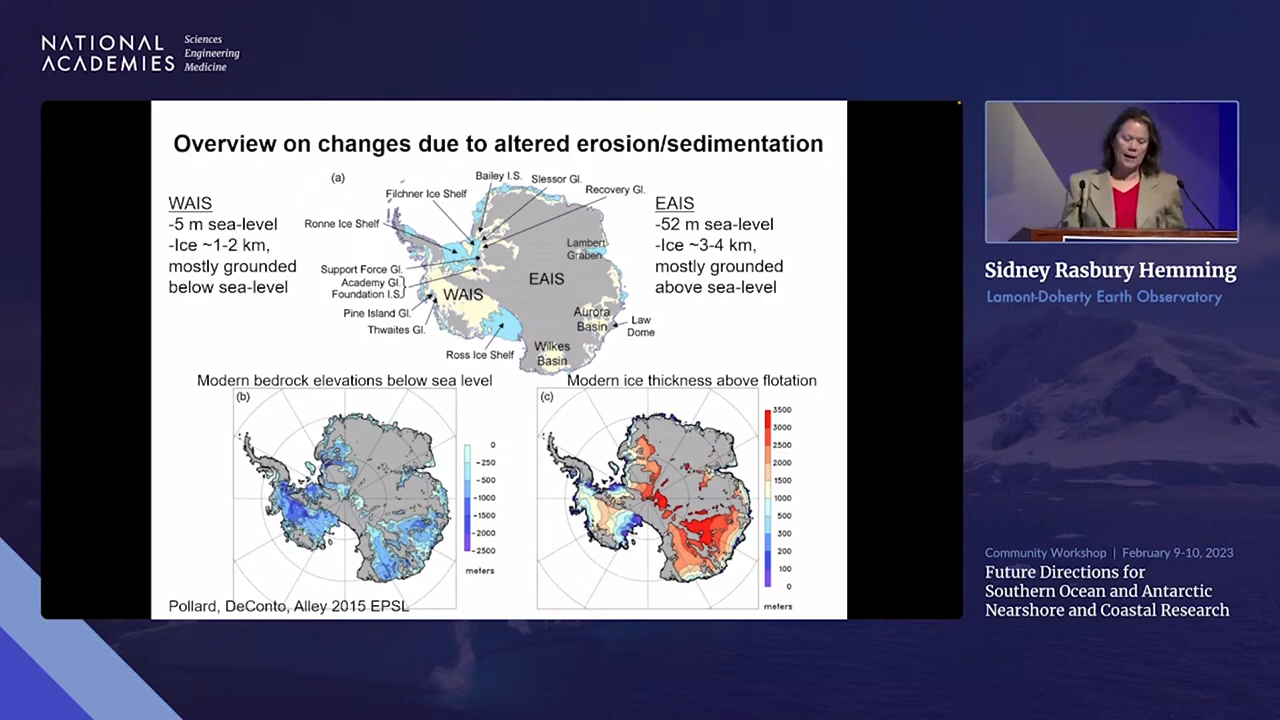 NATIONAL ACADEMIES
Sciences
Engineering
Medicine
Overview on changes due to altered erosion/sedimentation
(a)
WAIS
-5 m sea-level
-Ice ~1-2 km,
mostly grounded
below sea-level
Bailey I.S.
Slessor Gl.
Filchner Ice Shelf
Recovery Gl.
Ronne Ice Shelf
Lambert
Graben
Support Force Gl.
Academy Gl.
Foundation I.S.
EAIS
WAIS
Pine Island Gl.
Thwaites Gl.
Aurora
Basin
Law
Dome
Wilkes
Basin
Ross Ice Shelf
EAIS
-52 m sea-level
-Ice ~3-4 km,
mostly grounded
above sea-level
Modern bedrock elevations below sea level
(b)
0
-250
-500
-1000
-1500
-2000
-2500
meters
Modern ice thickness above flotation
(c)
3500
3000
2500
2000
1500
1000
500
300
200
100
0
meters
Pollard, DeConto, Alley 2015 EPSL
Sidney Rasbury Hemming
Lamont-Doherty Earth Observatory
Community Workshop | February 9-10, 2023
Future Directions for
Southern Ocean and Antarctic
Nearshore and Coastal Research